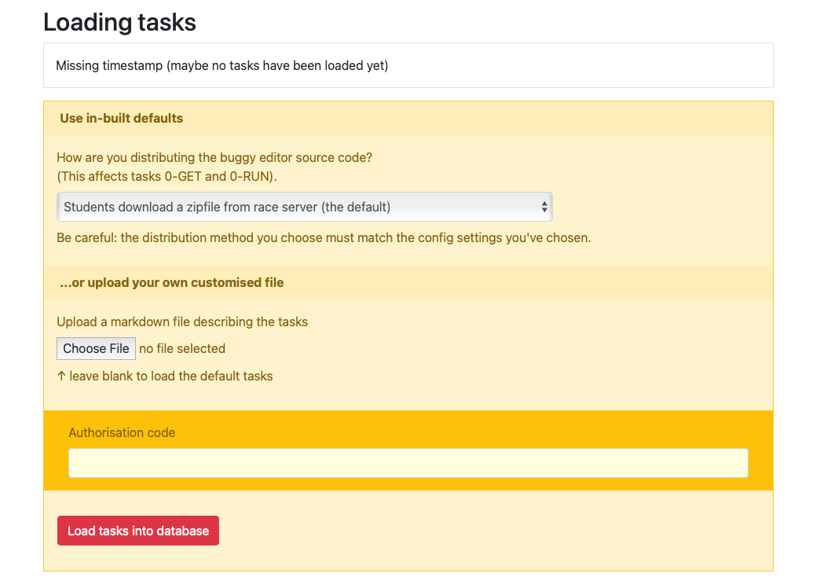 Loading tasks
Missing timestamp (maybe no tasks have been loaded yet)
Use in-built defaults
How are you distributing the buggy editor source code?
(This affects tasks 0-GET and 0-RUN).
Students download a zipfile from race server (the default)
Be careful: the distribution method you choose must match the config settings you've chosen.
...or upload your own customised file
Upload a markdown file describing the tasks
Choose File no file selected
↑ leave blank to load the default tasks
Authorisation code
Load tasks into database